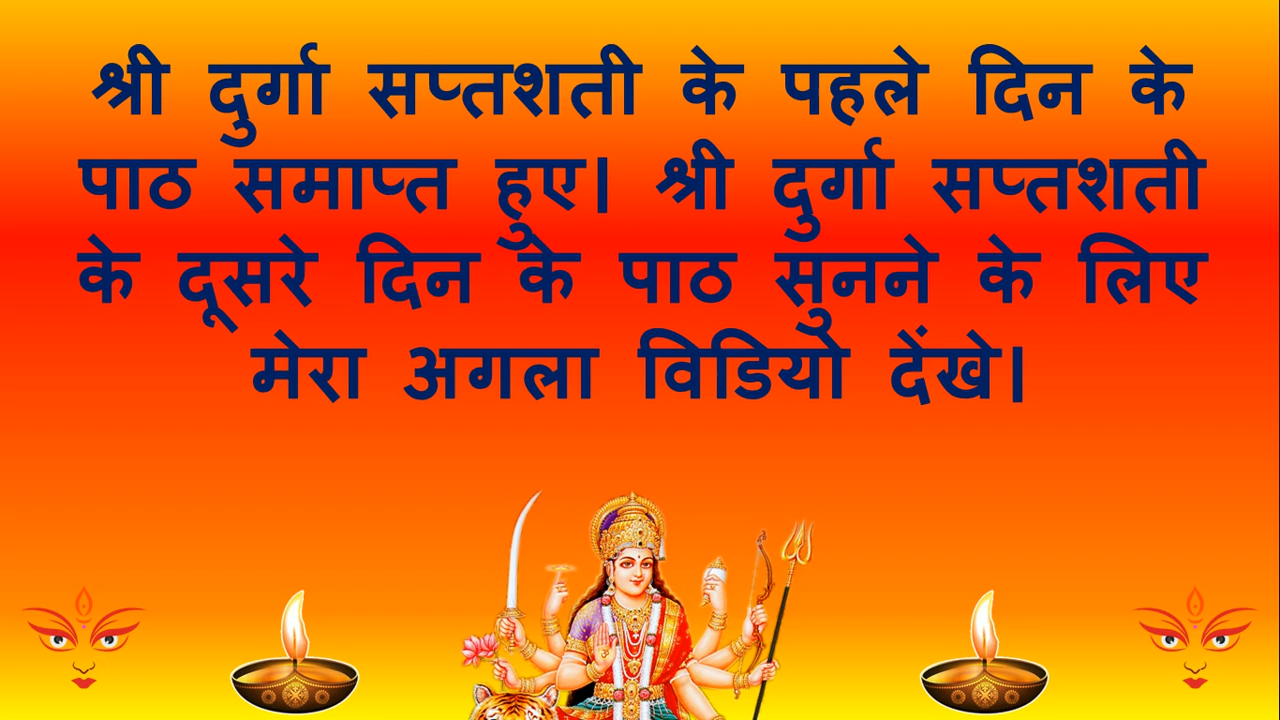 श्री दुर्गा सप्तशती के पहले दिन के
पाठ समाप्त हुए। श्री दुर्गा सप्तशती
के दूसरे दिन के पाठ सुनने के लिए
मेरा अगला विडियो देंखे।